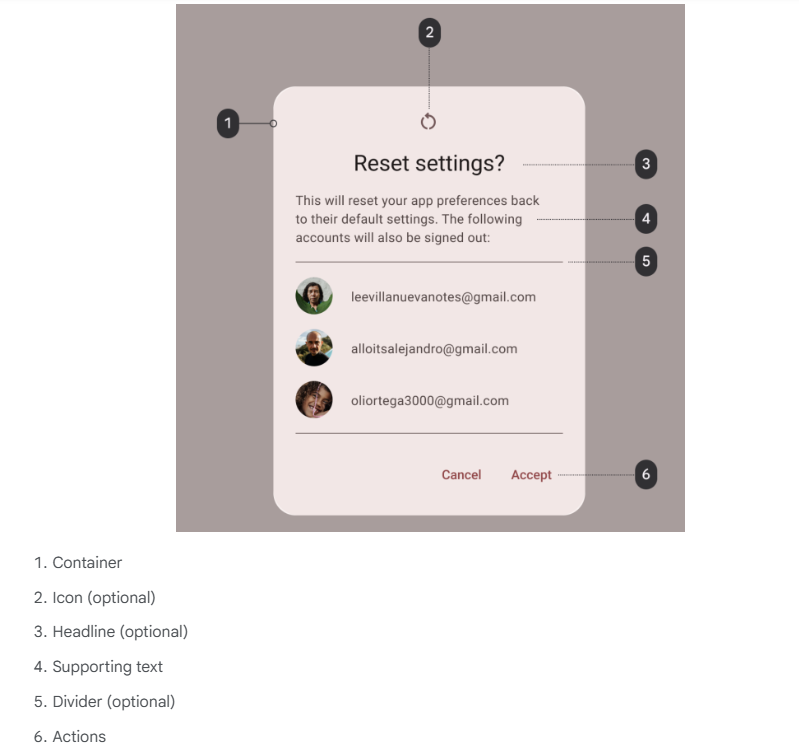 2
1
Reset settings?
3
This will reset your app preferences back
to their default settings. The following
4
accounts will also be signed out:
5
leevillanuevanotes@gmail.com
alloitsalejandro@gmail.com
oliortega3000@gmail.com
Cancel Accept
6
1. Container
2. Icon (optional)
3. Headline (optional)
4. Supporting text
5. Divider (optional)
6. Actions